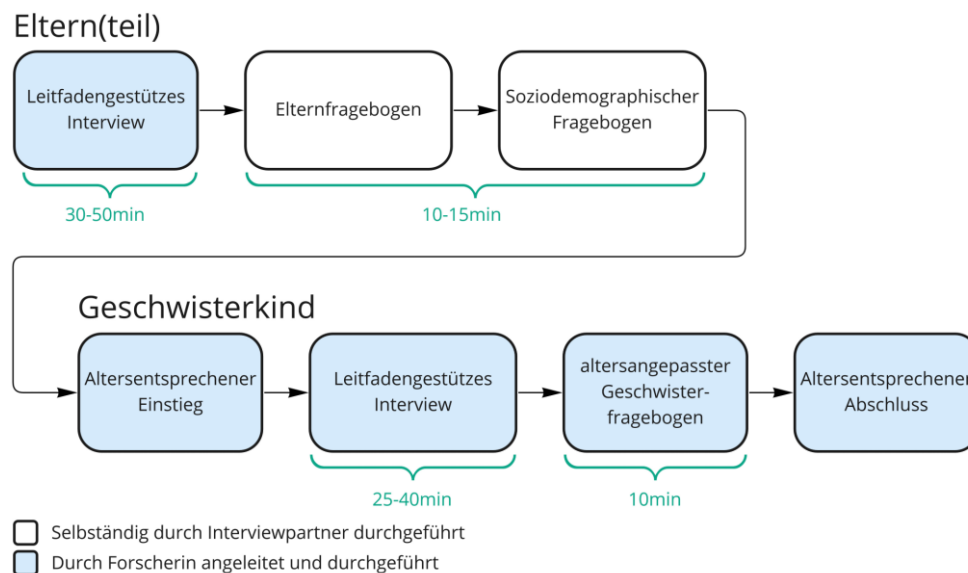 Eltern(teil)
Leitfadengestützes
Interview
Elternfragebogen
Soziodemographischer
Fragebogen
30-50min
10-15min
Geschwisterkind
Altersentsprechener
Einstieg
Leitfadengestützes
Interview
altersangepasster
Geschwister-
fragebogen
Altersentsprechener
Abschluss
25-40min
10min
Selbständig durch Interviewpartner durchgeführt
Durch Forscherin angeleitet und durchgeführt